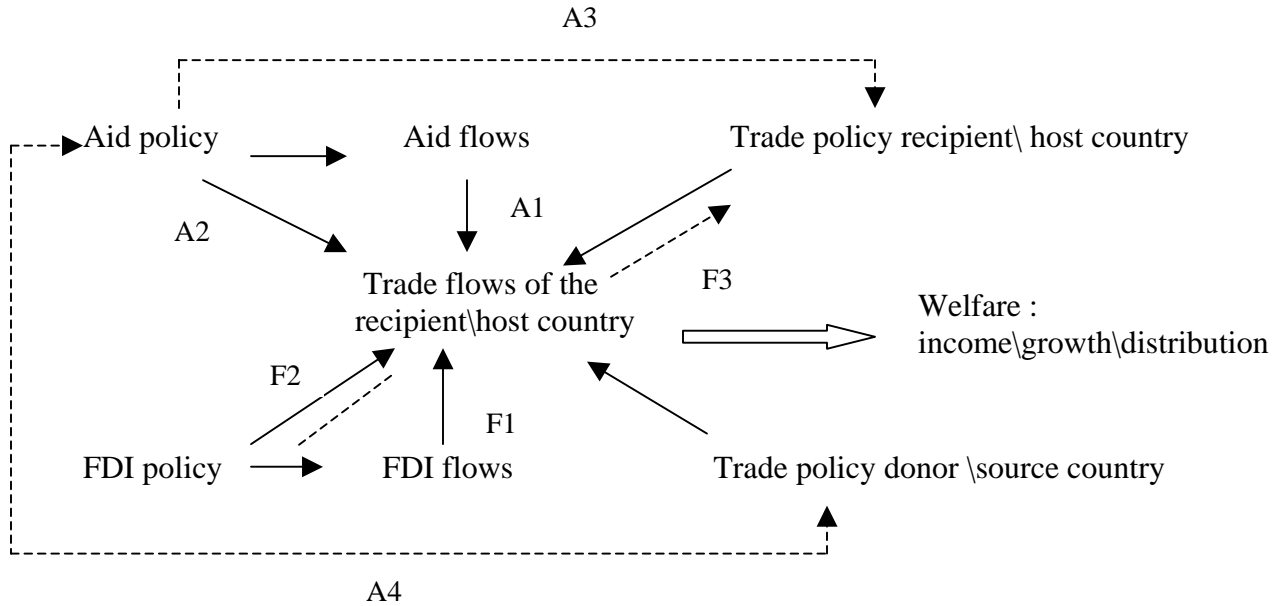 A3
Aid policy
Aid flows
Trade policy recipient\ host country
A2
A1
Trade flows of the
recipient\host country
F3
Welfare :
income\growth\distribution
F2
F1
FDI policy
FDI flows
Trade policy donor \source country
A4